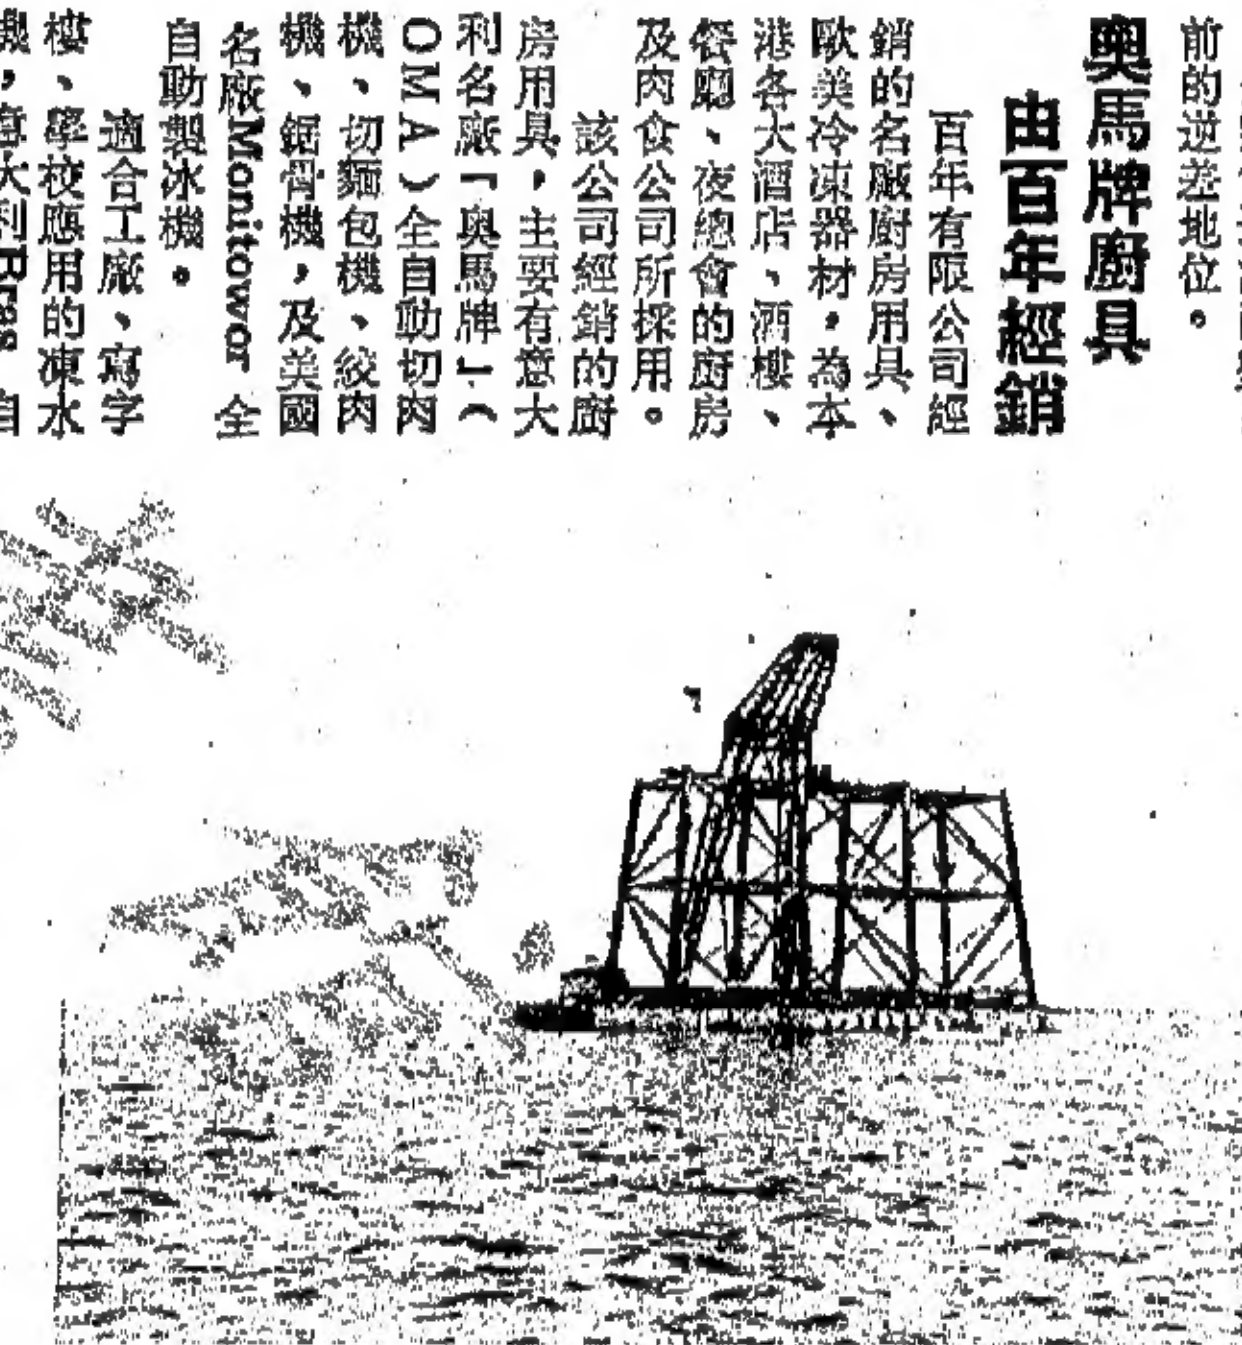 前的逆差地位。
奧馬牌廚具
由百年經銷
百年有限公司經
銷的名廠廚房用具、
歐美冷凍器材，為本
港各大酒店、酒樓、
餐廳、夜總會的廚房
及肉食公司所採用。
該公司經銷的廚
房用具，主要有意大
利名廠「奧馬牌」（
OMA）全自動切肉
機、切麵包機、絞肉
機、鋸骨機，及美國
名廠Monitowor 全
自動製冰機。
適合工廠、寫字
樓、學校應用的凍水
機，意大利